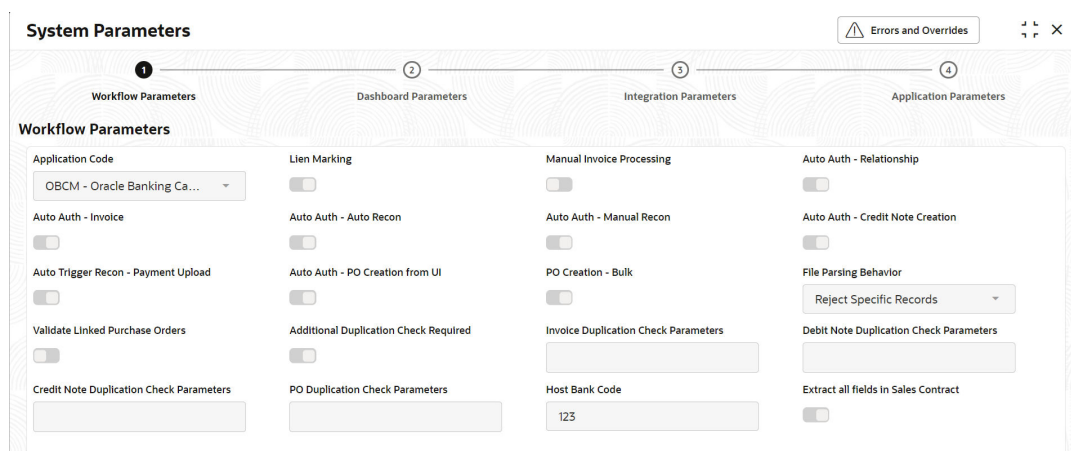 System Parameters
Errors and Overrides
1
2
3
4
Workflow Parameters
Dashboard Parameters
Integration Parameters
Application Parameters
Workflow Parameters
Application Code
Lien Marking
Manual Invoice Processing
Auto Auth - Relationship
OBCM - Oracle Banking Ca...
Auto Auth - Invoice
Auto Auth - Auto Recon
Auto Auth - Manual Recon
Auto Auth - Credit Note Creation
Auto Trigger Recon - Payment Upload
Auto Auth - PO Creation from UI
PO Creation - Bulk
File Parsing Behavior
Reject Specific Records
Validate Linked Purchase Orders
Additional Duplication Check Required
Invoice Duplication Check Parameters
Debit Note Duplication Check Parameters
Credit Note Duplication Check Parameters
PO Duplication Check Parameters
Host Bank Code
Extract all fields in Sales Contract
123